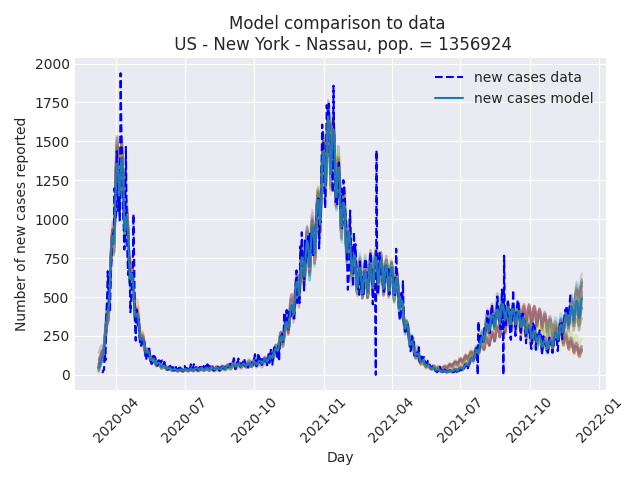 Model comparison to data
US - New York - Nassau, pop. = 1356924
new cases data
new cases model
Number of new cases reported
2000
1750
1500
1250
1000
750
500
250
0
2020-04
2020-07
2020-10
2021-01
2021-04
2021-07
2021-10
2022-01
Day